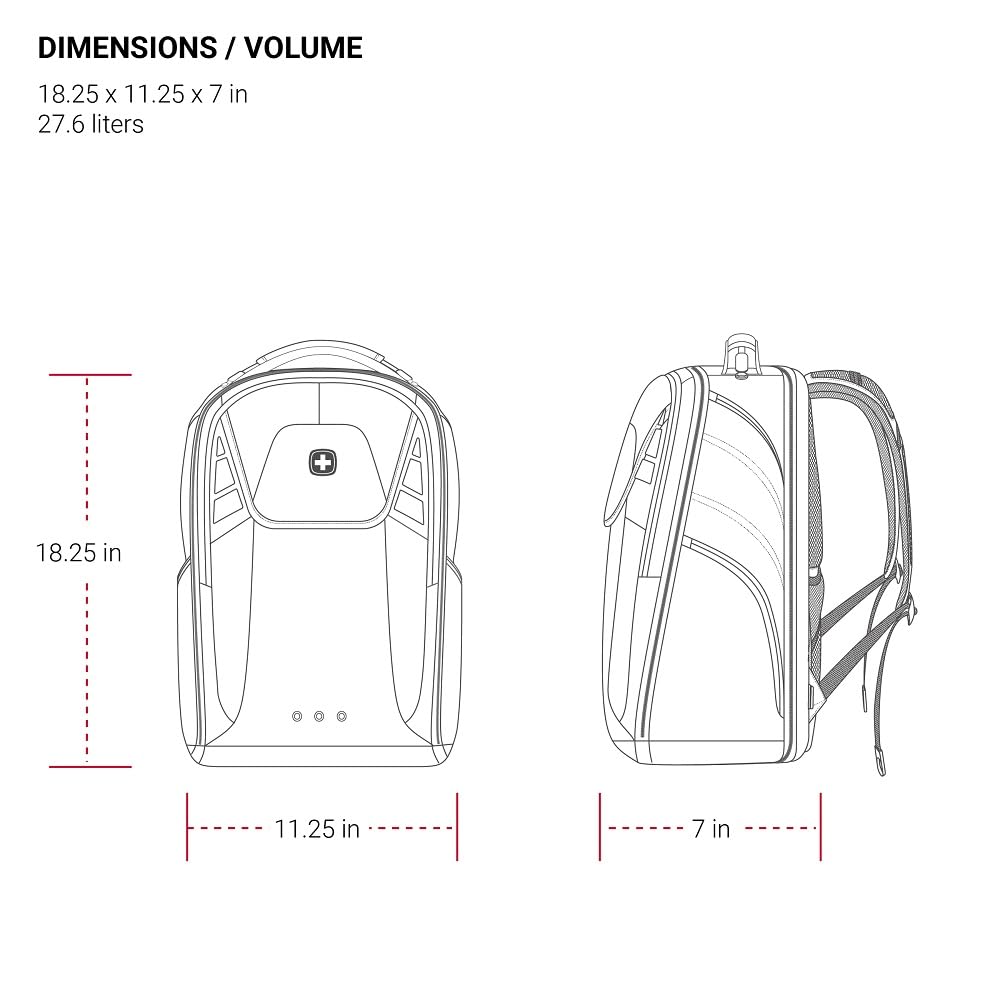 DIMENSIONS / VOLUME
18.25 x 11.25 x 7 in
27.6 liters
18.25 in
11.25 in
7 in